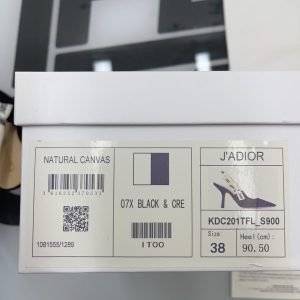 NATURAL CANVAS
1081555/1289
07X BLACK & CRE
ITOO
J'ADIOR
KDC201TFL_S900
Size:
38
Heel(cm):
90.50